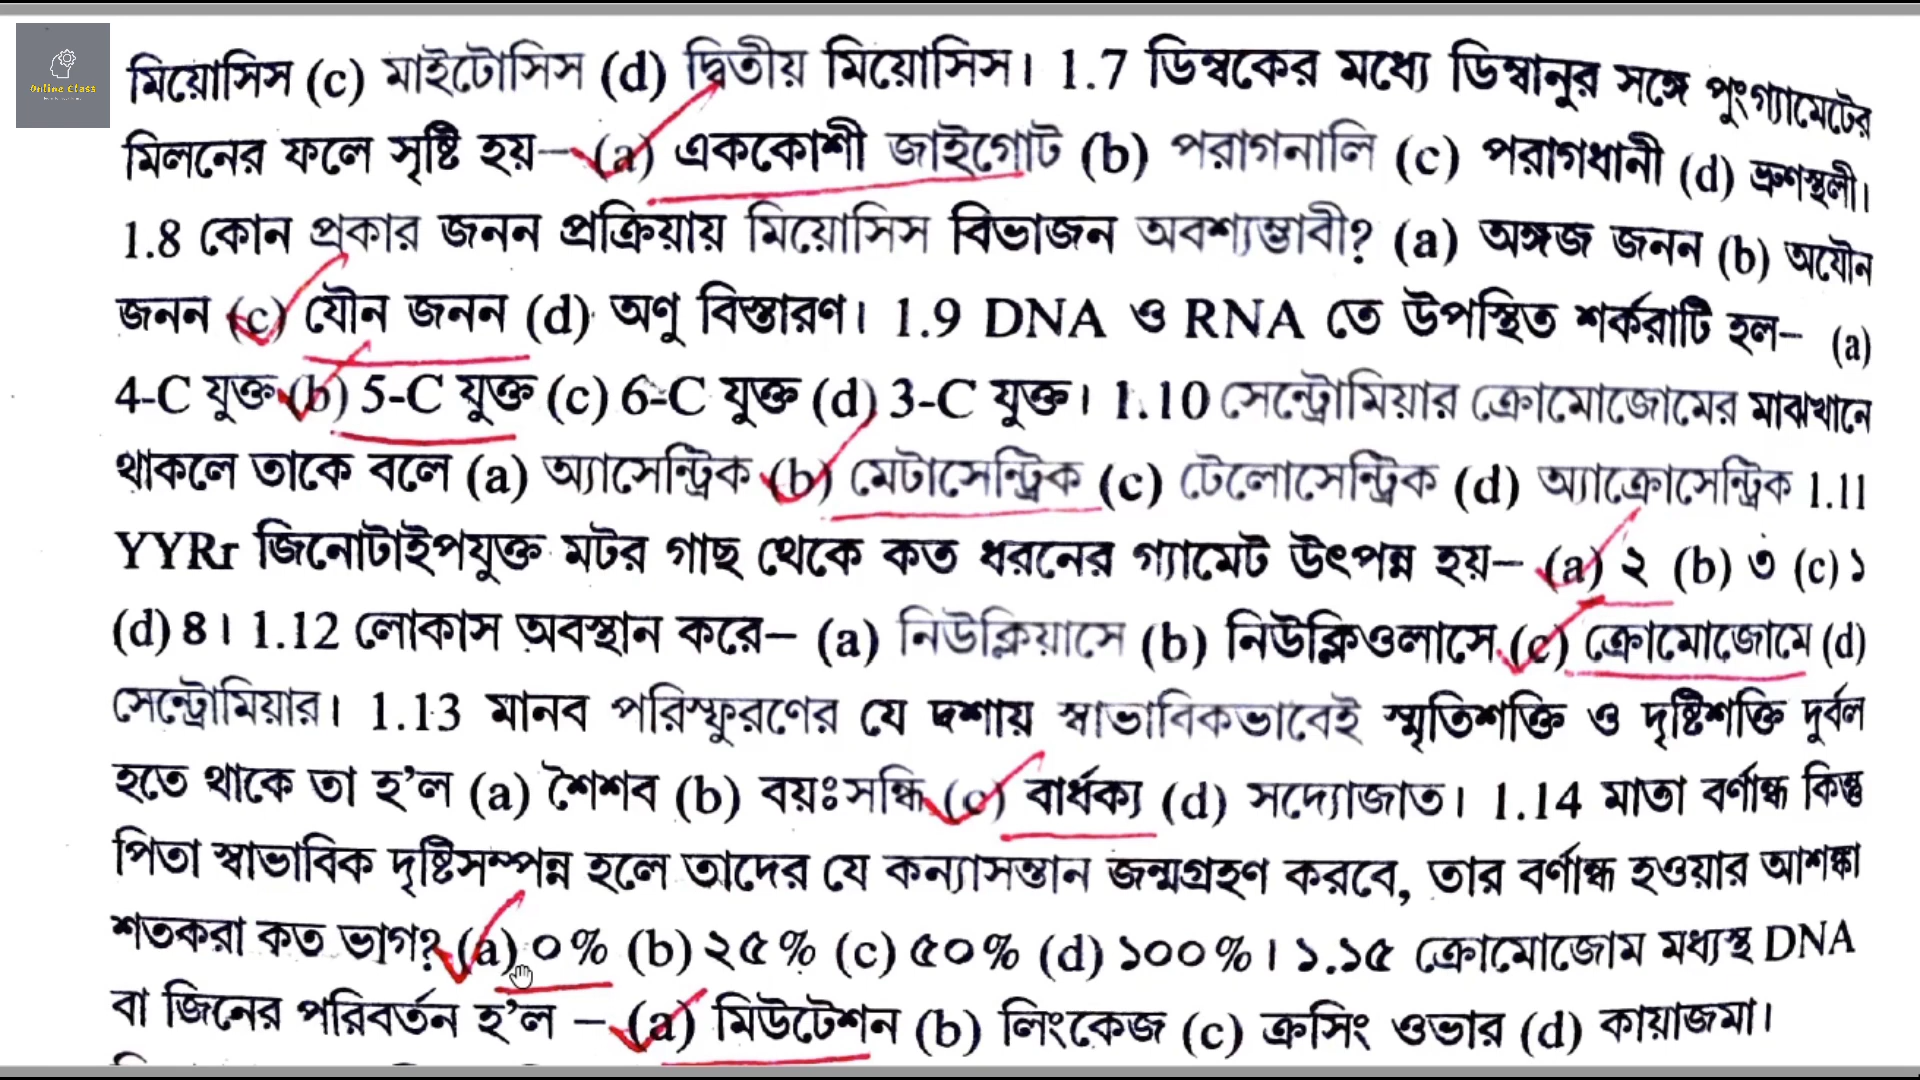 Online Class
মিয়োসিস (c) মাইটোসিস (d) দ্বিতীয় মিয়োসিস। 1.7 ডিম্বকের মধ্যে ডিম্বানুর সঙ্গে পুংগ্যামেটের
মিলনের ফলে সৃষ্টি হয়– (a) এককোশী জাইগোট (b) পরাগনালি (c) পরাগধানী (d) ভ্রুণস্থলী।
1.8 কোন প্রকার জনন প্রক্রিয়ায় মিয়োসিস বিভাজন অবশ্যম্ভাবী? (a) অঙ্গজ জনন (b) অযৌন
জনন (c) যৌন জনন (d) অণু বিস্তারণ। 1.9 DNA ও RNA তে উপস্থিত শর্করাটি হল– (a)
4-C যুক্ত (b) 5-C যুক্ত (c) 6-C যুক্ত (d) 3-C যুক্ত। 1.10 সেন্ট্রোমিয়ার ক্রোমোজোমের মাঝখানে
থাকলে তাকে বলে (a) অ্যাসেন্ট্রিক (b) মেটাসেন্ট্রিক (c) টেলোসেন্ট্রিক (d) অ্যাক্রোসেন্ট্রিক 1.11
YYRr জিনোটাইপযুক্ত মটর গাছ থেকে কত ধরনের গ্যামেট উৎপন্ন হয়– (a) ২ (b) ৩ (c) ১
(d) 8। 1.12 লোকাস অবস্থান করে– (a) নিউক্লিয়াসে (b) নিউক্লিওলাসে (c) ক্রোমোজোমে (d)
সেন্ট্রোমিয়ার। 1.13 মানব পরিস্ফুরণের যে দশায় স্বাভাবিকভাবেই স্মৃতিশক্তি ও দৃষ্টিশক্তি দুর্বল
হতে থাকে তা হ’ল (a) শৈশব (b) বয়ঃসন্ধি (c) বার্ধক্য (d) সদ্যোজাত। 1.14 মাতা বর্ণান্ধ কিন্তু
পিতা স্বাভাবিক দৃষ্টিসম্পন্ন হলে তাদের যে কন্যাসন্তান জন্মগ্রহণ করবে, তার বর্ণান্ধ হওয়ার আশঙ্কা
শতকরা কত ভাগ? (a) ০% (b) ২৫% (c) ৫০% (d) ১০০%। ১.১৫ ক্রোমোজোম মধ্যস্থ DNA
বা জিনের পরিবর্তন হ’ল – (a) মিউটেশন (b) লিংকেজ (c) ক্রসিং ওভার (d) কায়াজমা।